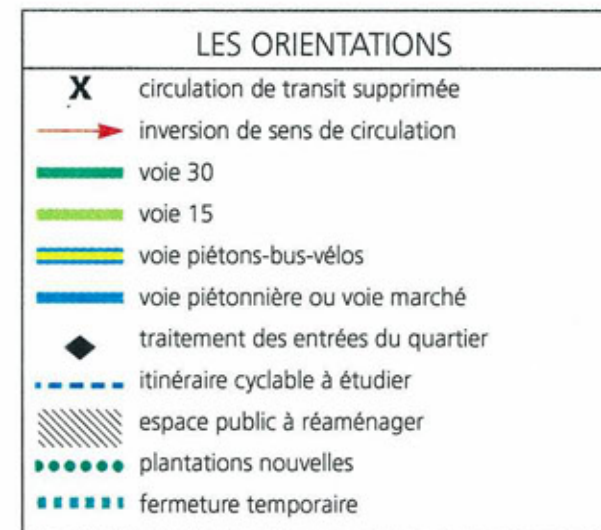 LES ORIENTATIONS
X circulation de transit supprimée
inversion de sens de circulation
voie 30
voie 15
voie piétons-bus-vélos
voie piétonnière ou voie marché
traitement des entrées du quartier
itinéraire cyclable à étudier
espace public à réaménager
plantations nouvelles
fermeture temporaire